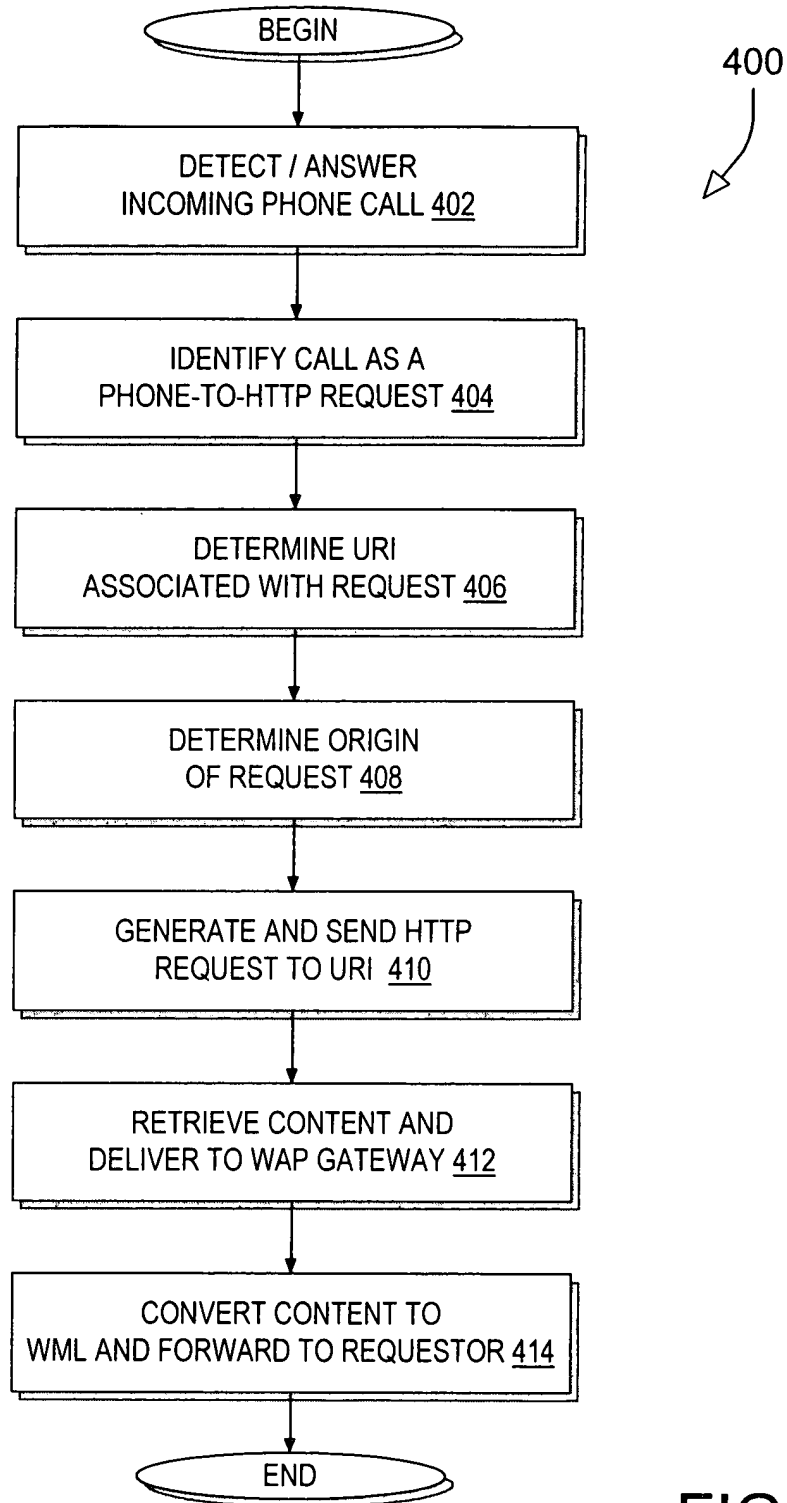 BEGIN
400
DETECT / ANSWER
INCOMING PHONE CALL 402
IDENTIFY CALL AS A
PHONE-TO-HTTP REQUEST 404
DETERMINE URI
ASSOCIATED WITH REQUEST 406
DETERMINE ORIGIN
OF REQUEST 408
GENERATE AND SEND HTTP
REQUEST TO URI 410
RETRIEVE CONTENT AND
DELIVER TO WAP GATEWAY 412
CONVERT CONTENT TO
WML AND FORWARD TO REQUESTOR 414
END